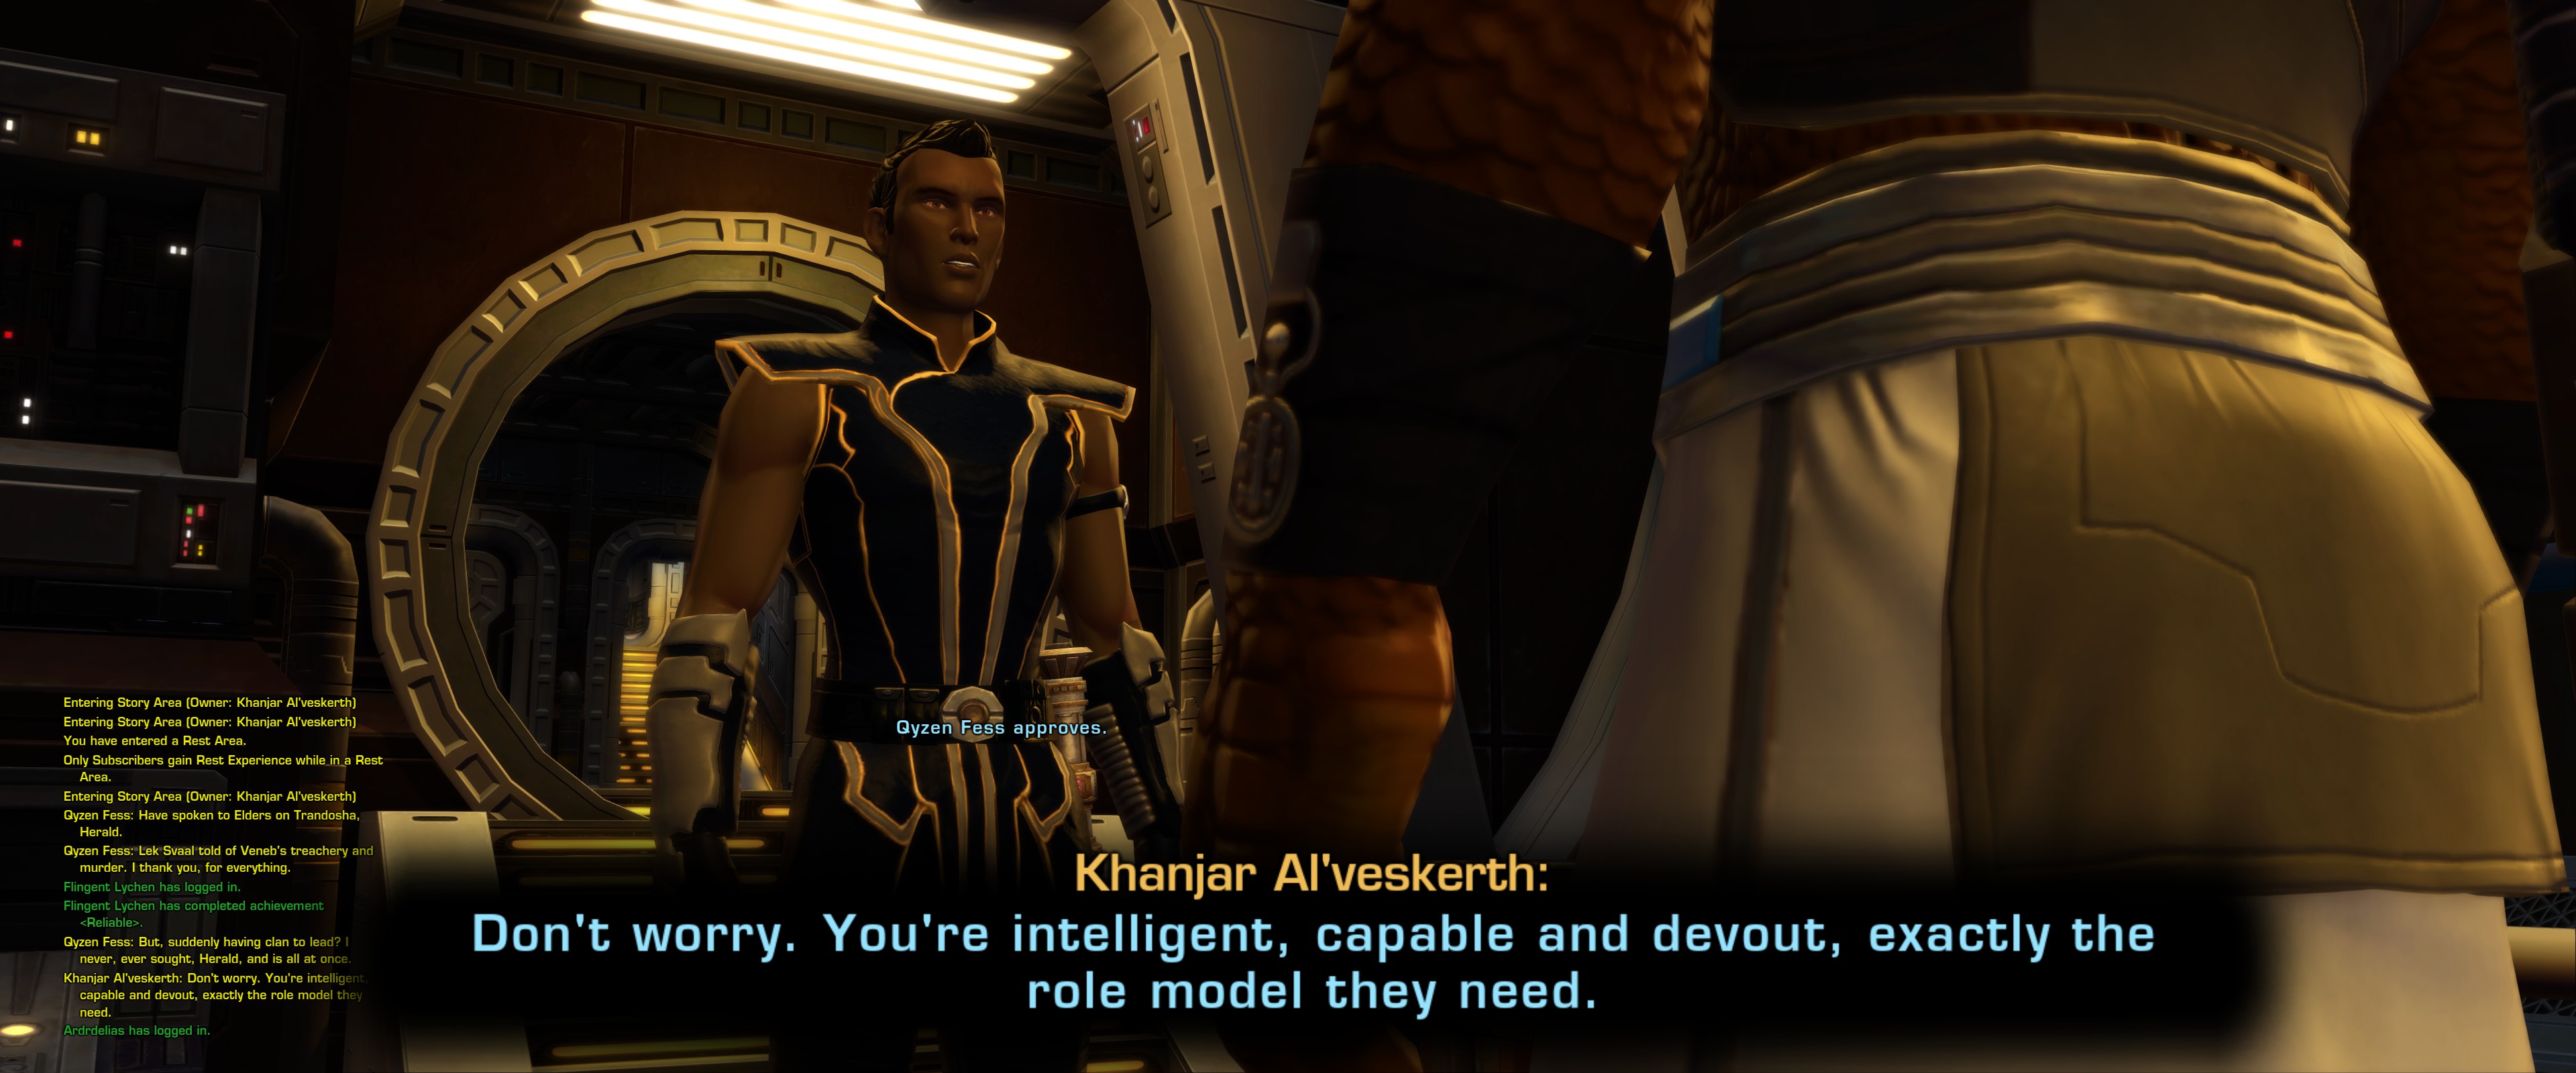 Entering Story Area (Owner: Khanjar Al'veskerth)
Entering Story Area (Owner: Khanjar Al'veskerth)
You have entered a Rest Area.
Only Subscribers gain Rest Experience while in a Rest
Area.
Entering Story Area (Owner: Khanjar Al'veskerth)
Qyzen Fess: Have spoken to Elders on Trandosha,
Herald.
Qyzen Fess: Lek Svaal told of Veneb's treachery and
murder. I thank you, for everything.
Flingent Lychen has logged in.
Flingent Lychen has completed achievement
<Reliable>.
Qyzen Fess: But, suddenly having clan to lead? I
never, ever sought, Herald, and is all at once.
Khanjar Al'veskerth: Don't worry. You're intelligent,
capable and devout, exactly the role model they
need.
Ardrdelias has logged in.
Qyzen Fess approves.
Khanjar Al'veskerth:
Don't worry. You're intelligent, capable and devout, exactly the
role model they need.